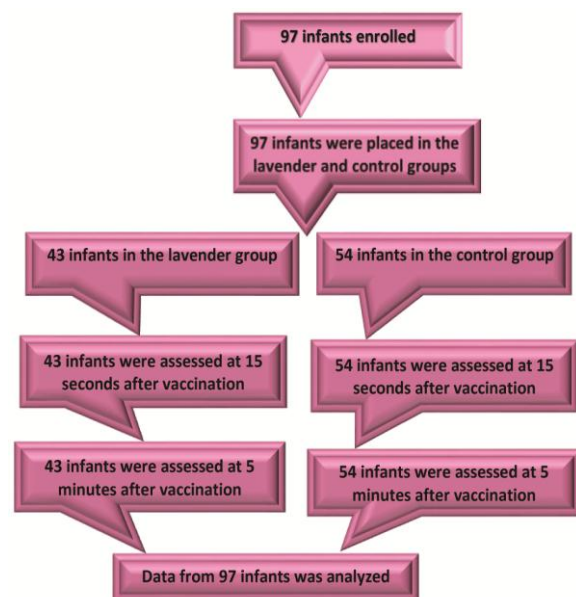 97 infants enrolled
97 infants were placed in the
lavender and control groups
43 infants in the lavender group
54 infants in the control group
43 infants were assessed at 15
seconds after vaccination
54 infants were assessed at 15
seconds after vaccination
43 infants were assessed at 5
minutes after vaccination
54 infants were assessed at 5
minutes after vaccination
Data from 97 infants was analyzed